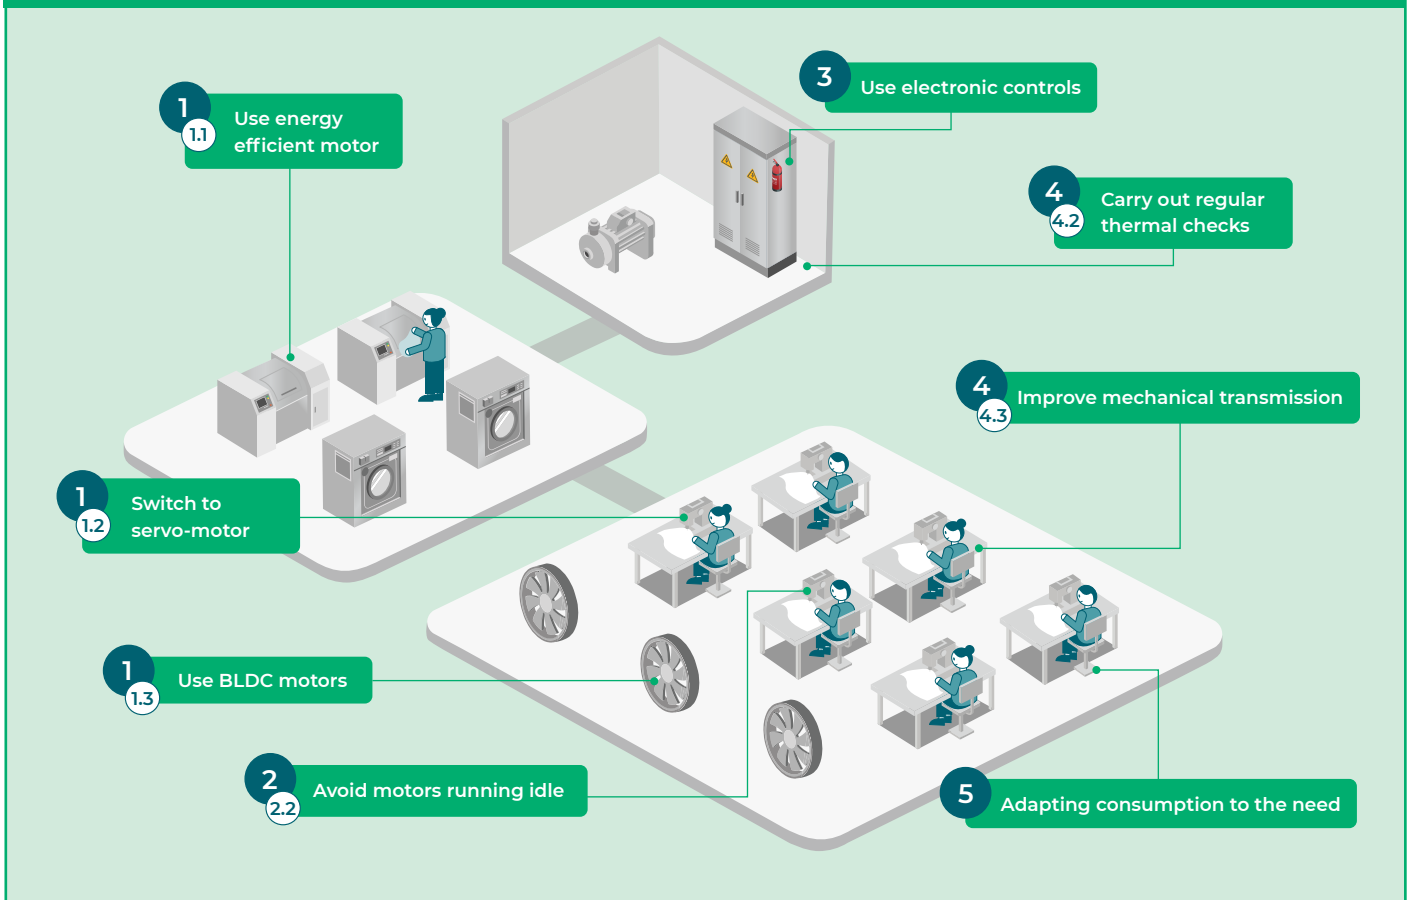 1
1.1
Use energy
efficient motor
3
Use electronic controls
4
4.2
Carry out regular
thermal checks
4
4.3
Improve mechanical transmission
1
1.2
Switch to
servo-motor
1
1.3
Use BLDC motors
2
2.2
Avoid motors running idle
5
Adapting consumption to the need